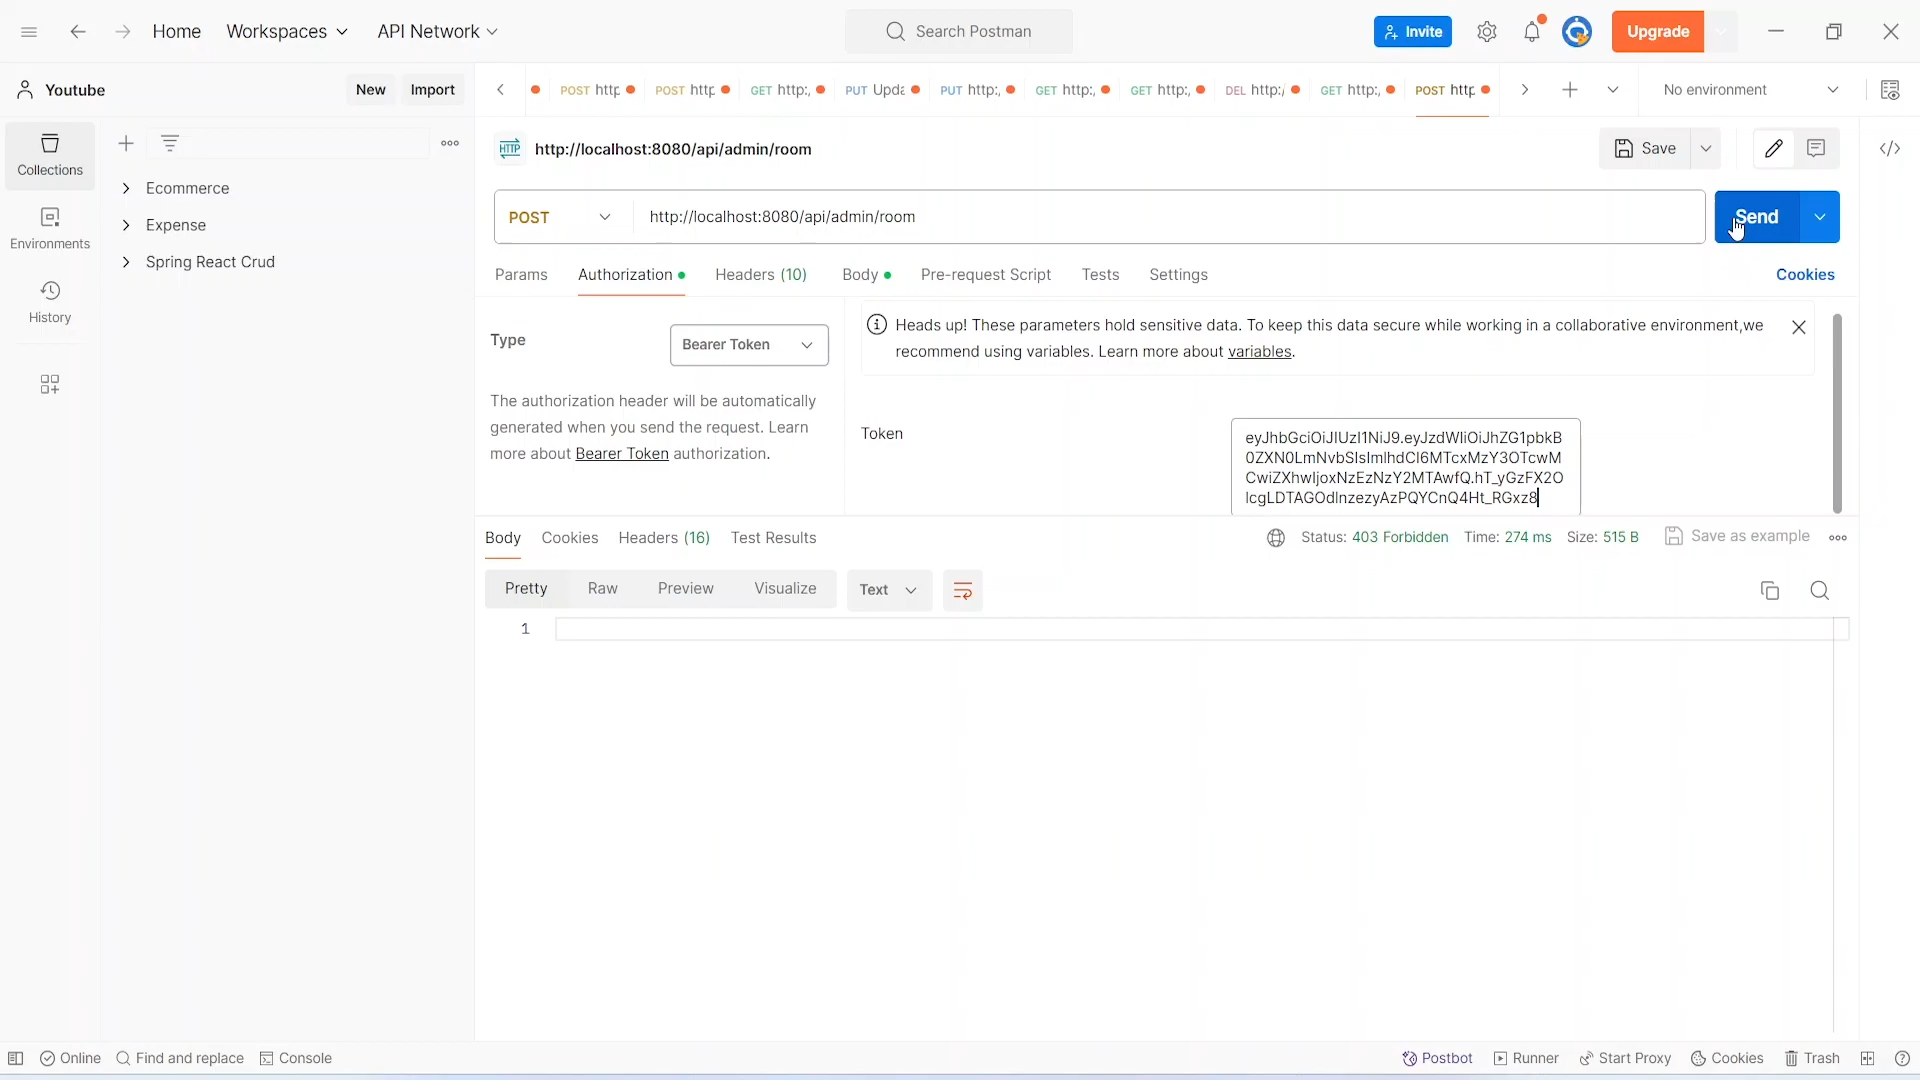 Home
Workspaces
API Network
Search Postman
Invite
Upgrade
Youtube
New
Import
POST http
POST http
GET http:,
PUT Upda
PUT http:,
GET http:,
GET http:,
DEL http:/
GET http:,
POST http
No environment
Collections
Environments
History
Ecommerce
Expense
Spring React Crud
HTTP
http://localhost:8080/api/admin/room
Save
POST
http://localhost:8080/api/admin/room
Send
Params
Authorization
Headers (10)
Body
Pre-request Script
Tests
Settings
Cookies
Type
Bearer Token
The authorization header will be automatically
generated when you send the request. Learn
more about Bearer Token authorization.
Heads up! These parameters hold sensitive data. To keep this data secure while working in a collaborative environment,we
recommend using variables. Learn more about variables.
Token
Body
Cookies
Headers (16)
Test Results
Status: 403 Forbidden
Time: 274 ms
Size: 515 B
Save as example
Pretty
Raw
Preview
Visualize
Text
1
Online
Find and replace
Console
Postbot
Runner
Start Proxy
Cookies
Trash